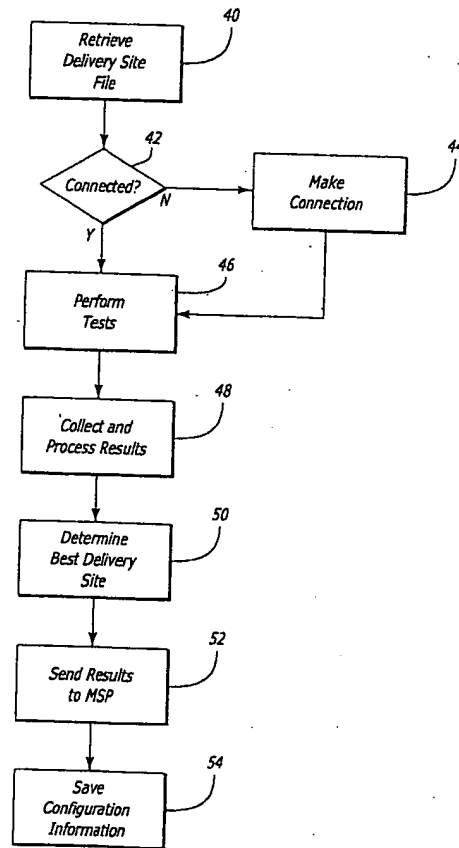 40
Retrieve
Delivery Site
File
42
Connected?
N
Y
44
Make
Connection
46
Perform
Tests
48
Collect and
Process Results
50
Determine
Best Delivery
Site
52
Send Results
to MSP
54
Save
Configuration
Information